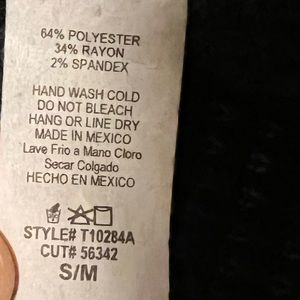 64% POLYESTER
34% RAYON
2% SPANDEX
HAND WASH COLD
DO NOT BLEACH
HANG OR LINE DRY
MADE IN MEXICO
Lave Frio a Mano Cloro
Secar Colgado
HECHO EN MEXICO
STYLE# T10284A
CUT# 56342
S/M